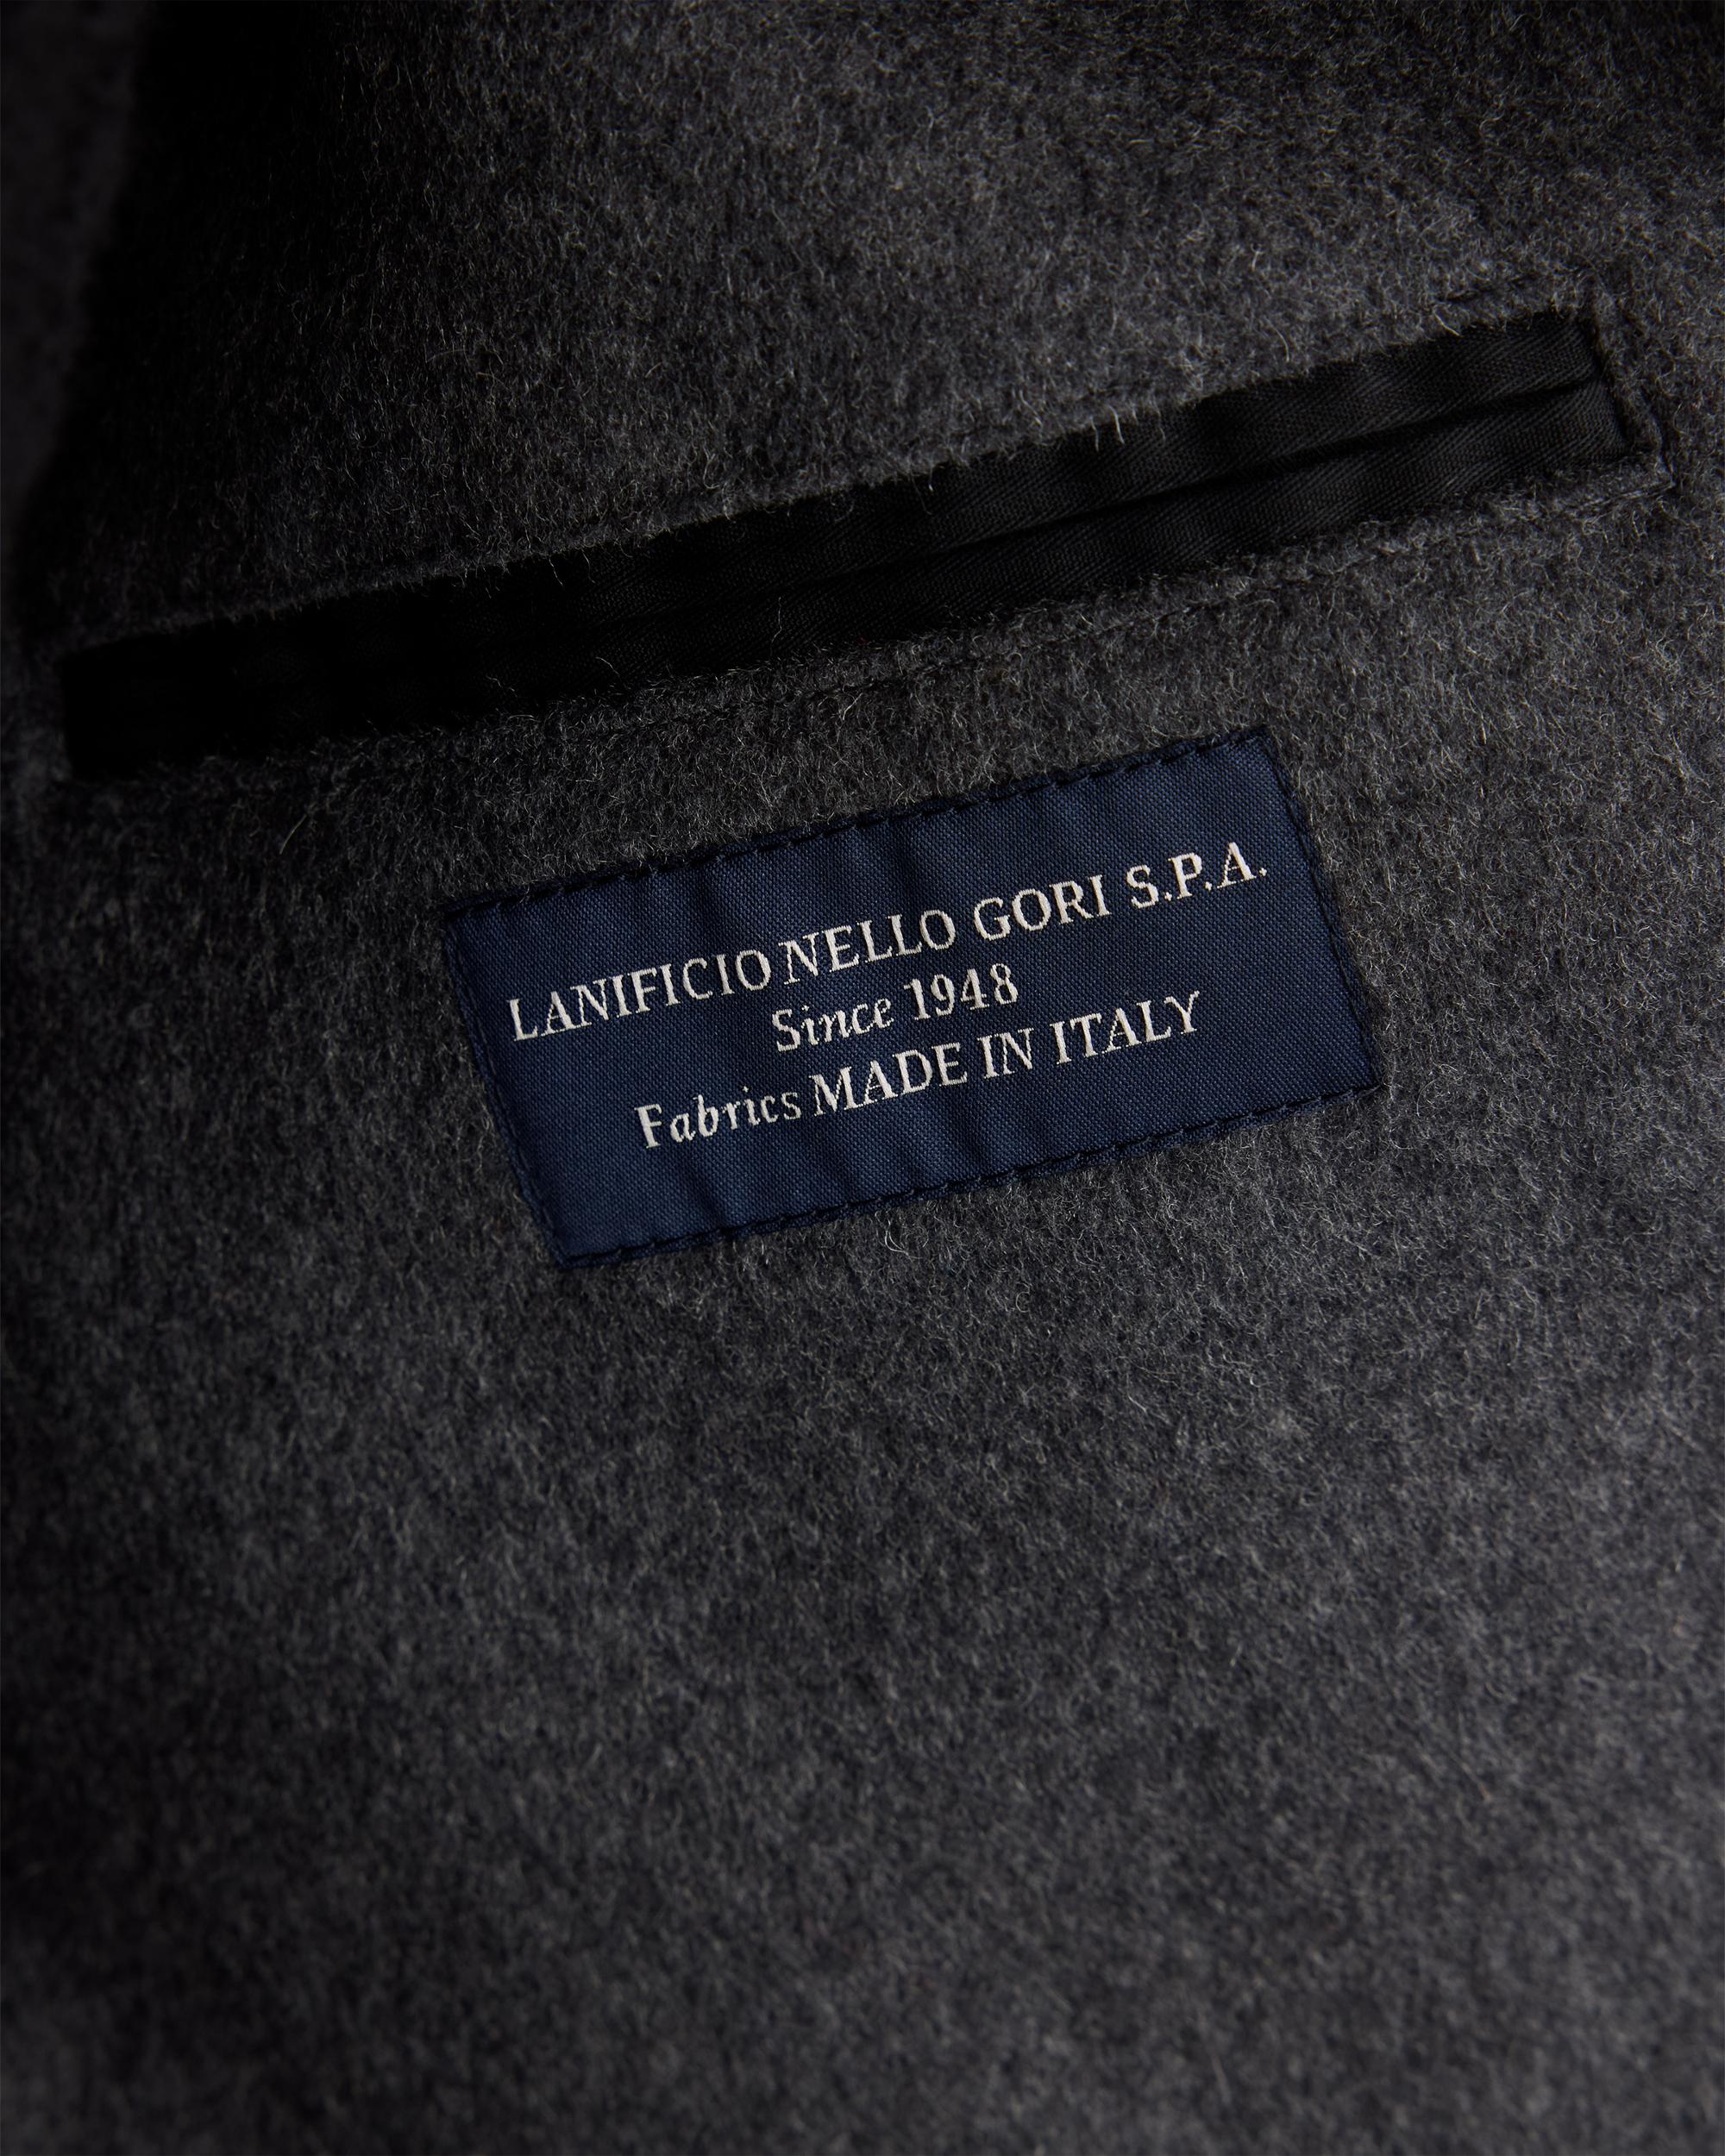 LANIFICIO NELLO GORI S.P.A.
Since 1948
Fabrics MADE IN ITALY